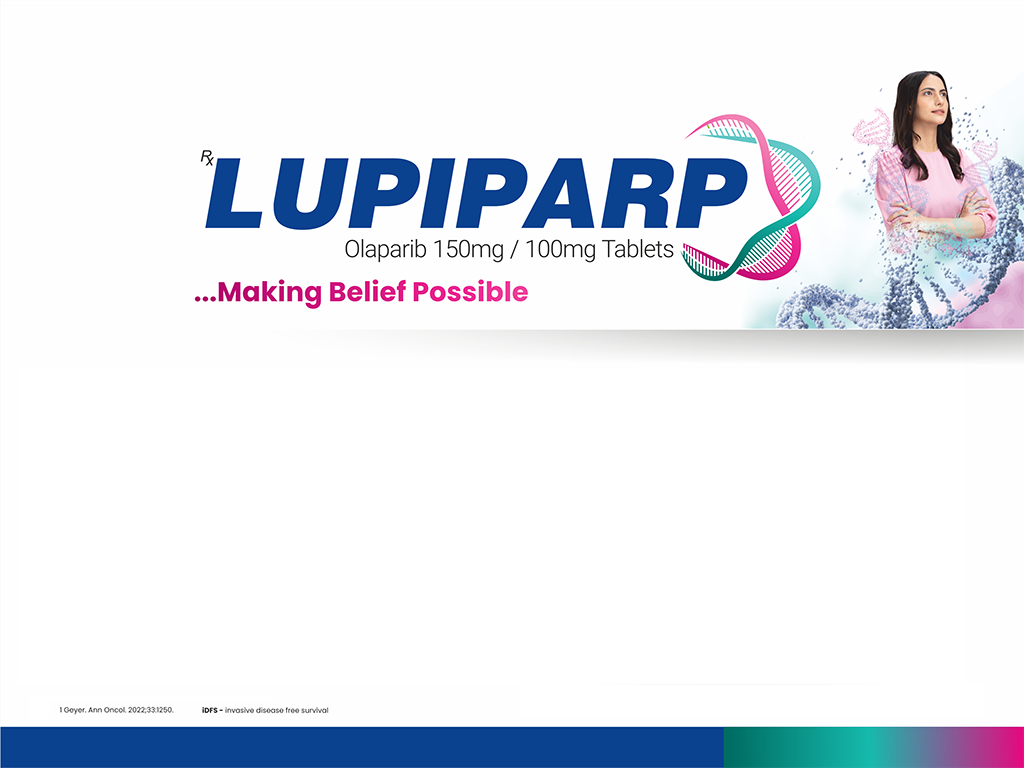 Rx
LUPIPARP
Olaparib 150mg / 100mg Tablets
...Making Belief Possible
1 Geyer. Ann Oncol. 2022;33:1250. iDFS - invasive disease free survival